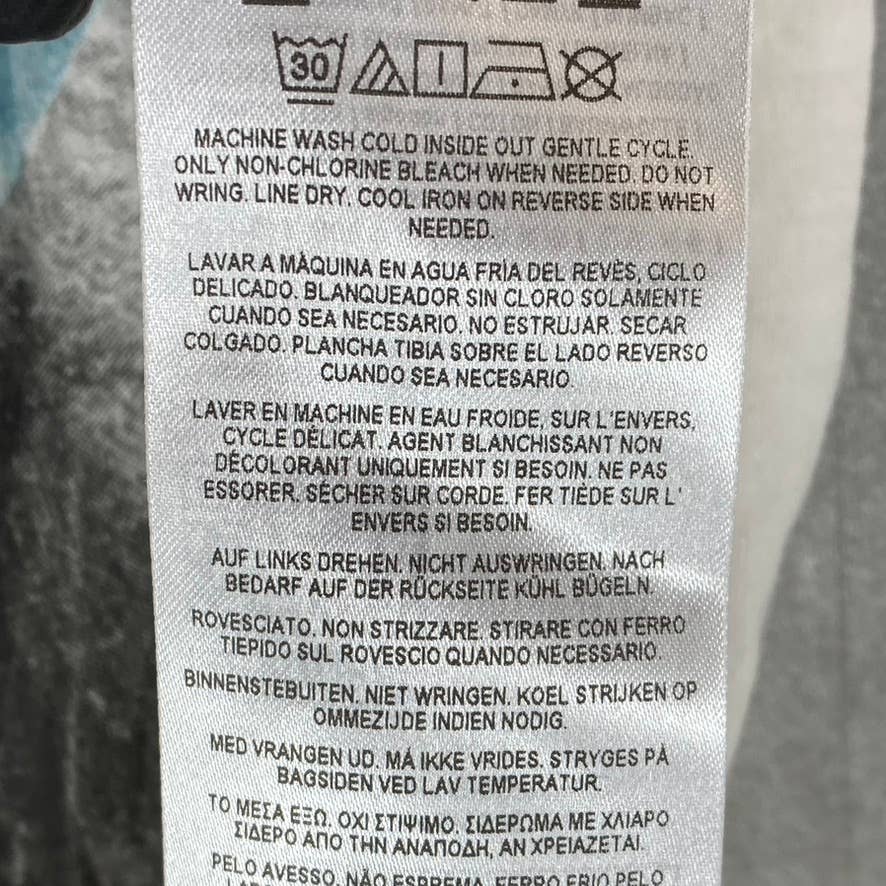 30
MACHINE WASH COLD INSIDE OUT GENTLE CYCLE.
ONLY NON-CHLORINE BLEACH WHEN NEEDED. DO NOT
WRING. LINE DRY. COOL IRON ON REVERSE SIDE WHEN
NEEDED.
LAVAR A MÁQUINA EN AGUA FRÍA DEL REVÈS, CICLO
DELICADO. BLANQUEADOR SIN CLORO SOLAMENTE
CUANDO SEA NECESARIO. NO ESTRUJAR. SECAR
COLGADO. PLANCHA TIBIA SOBRE EL LADO REVERSO
CUANDO SEA NECESARIO.
LAVER EN MACHINE EN EAU FROIDE, SUR L'ENVERS,
CYCLE DÉLICAT. AGENT BLANCHISSANT NON
DÉCOLORANT UNIQUEMENT SI BESOIN. NE PAS
ESSORER. SÉCHER SUR CORDE. FER TIÈDE SUR L'
ENVERS SI BESOIN.
AUF LINKS DREHEN. NICHT AUSWRINGEN. NACH
BEDARF AUF DER RÜCKSEITE KÜHL BÜGELN.
ROVESCIATO. NON STRIZZARE. STIRARE CON FERRO
TIEPIDO SUL ROVESCIO QUANDO NECESSARIO.
BINNENSTEBUITEN. NIET WRINGEN. KOEL STRIJKEN OP
OMMEZIJDE INDIEN NODIG.
MED VRANGEN UD. MÅ IKKE VRIDES. STRYGES PÅ
BAGSIDEN VED LAV TEMPERATUR.
ΤΟ ΜΕΣΑ ΕΞΩ. ΟΧΙ ΣΤΙΨΙΜΟ. ΣΙΔΕΡΩΜΑ ΜΕ ΧΛΙΑΡΟ
ΣΙΔΕΡΟ ΑΠΟ ΤΗΝ ΑΝΑΠΟΔΗ, ΑΝ ΧΡΕΙΑΖΕΤΑΙ.
PELO AVESSO. NÃO ESPREMA. FERRO FRIO PELO